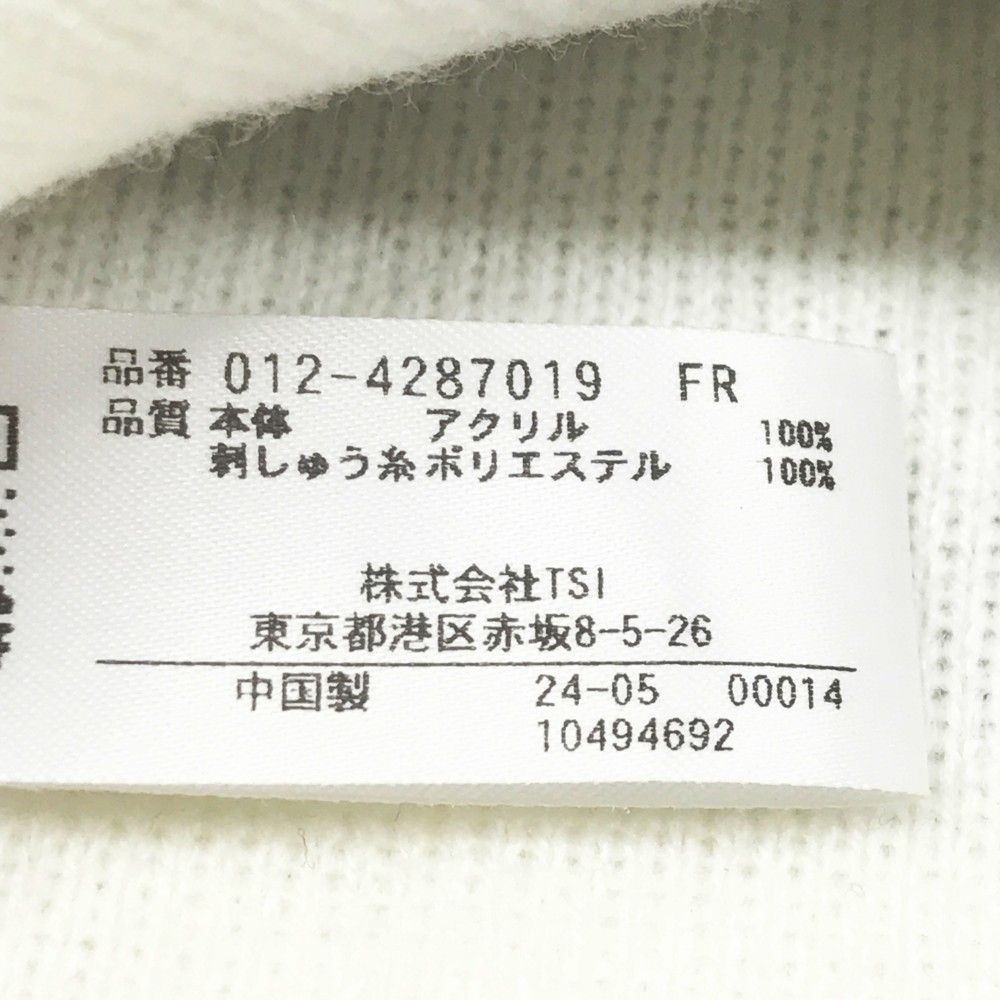 品番 012-4287019 FR
品質 本体 アクリル 100%
刺しゅう糸 ポリエステル 100%
株式会社TSI
東京都港区赤坂8-5-26
中国製 24-05 00014
10494692